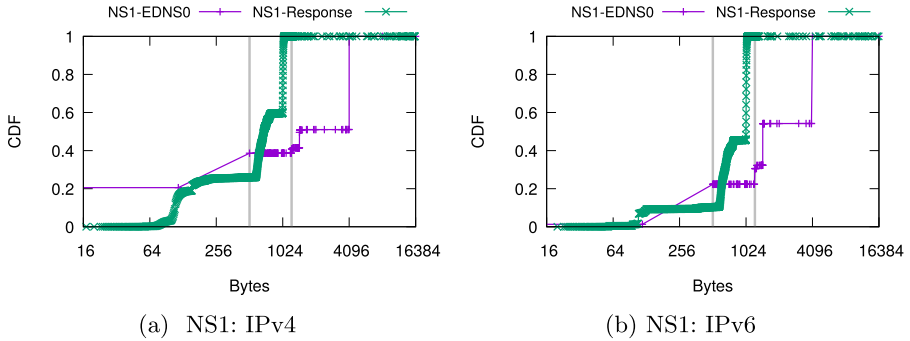 NS1-EDNS0 NS1-Response
1
0.8
0.6
0.4
0.2
0
CDF
16 64 256 1024 4096 16384
Bytes
(a) NS1: IPv4
NS1-EDNS0 NS1-Response
1
0.8
0.6
0.4
0.2
0
CDF
16 64 256 1024 4096 16384
Bytes
(b) NS1: IPv6